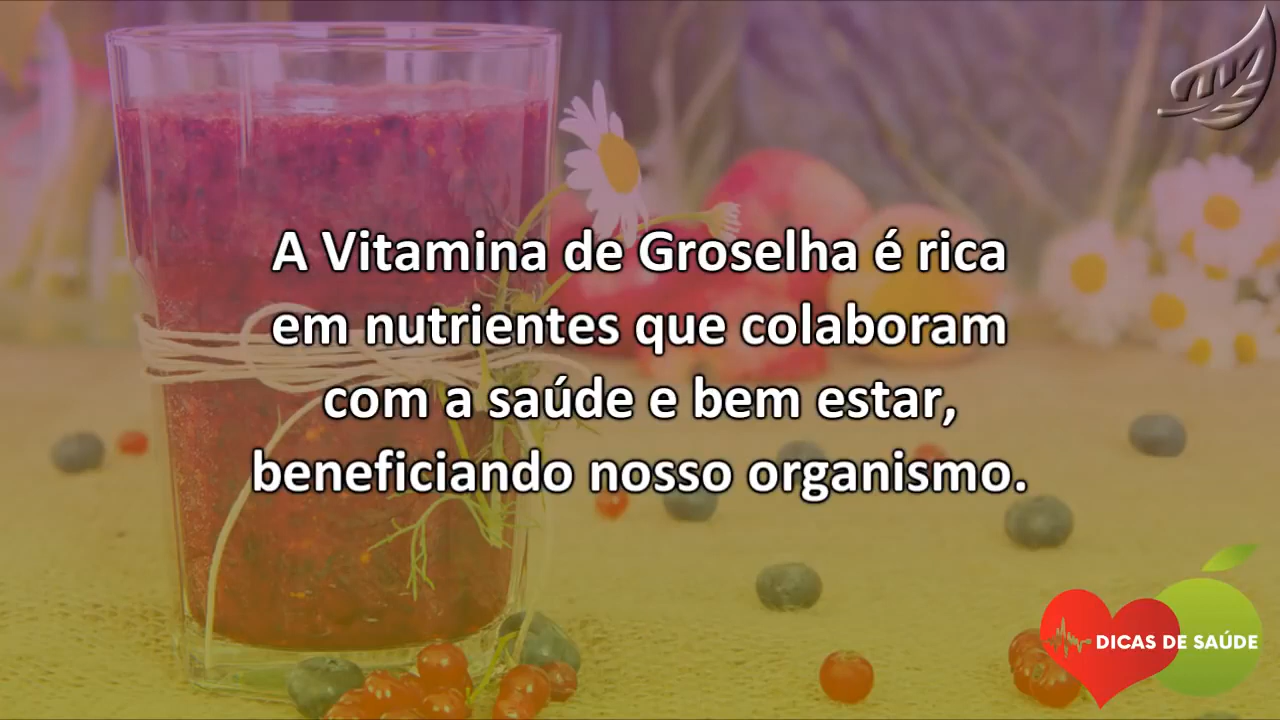 A Vitamina de Groselha é rica
em nutrientes que colaboram
com a saúde e bem estar,
beneficiando nosso organismo.
DICAS DE SAÚDE